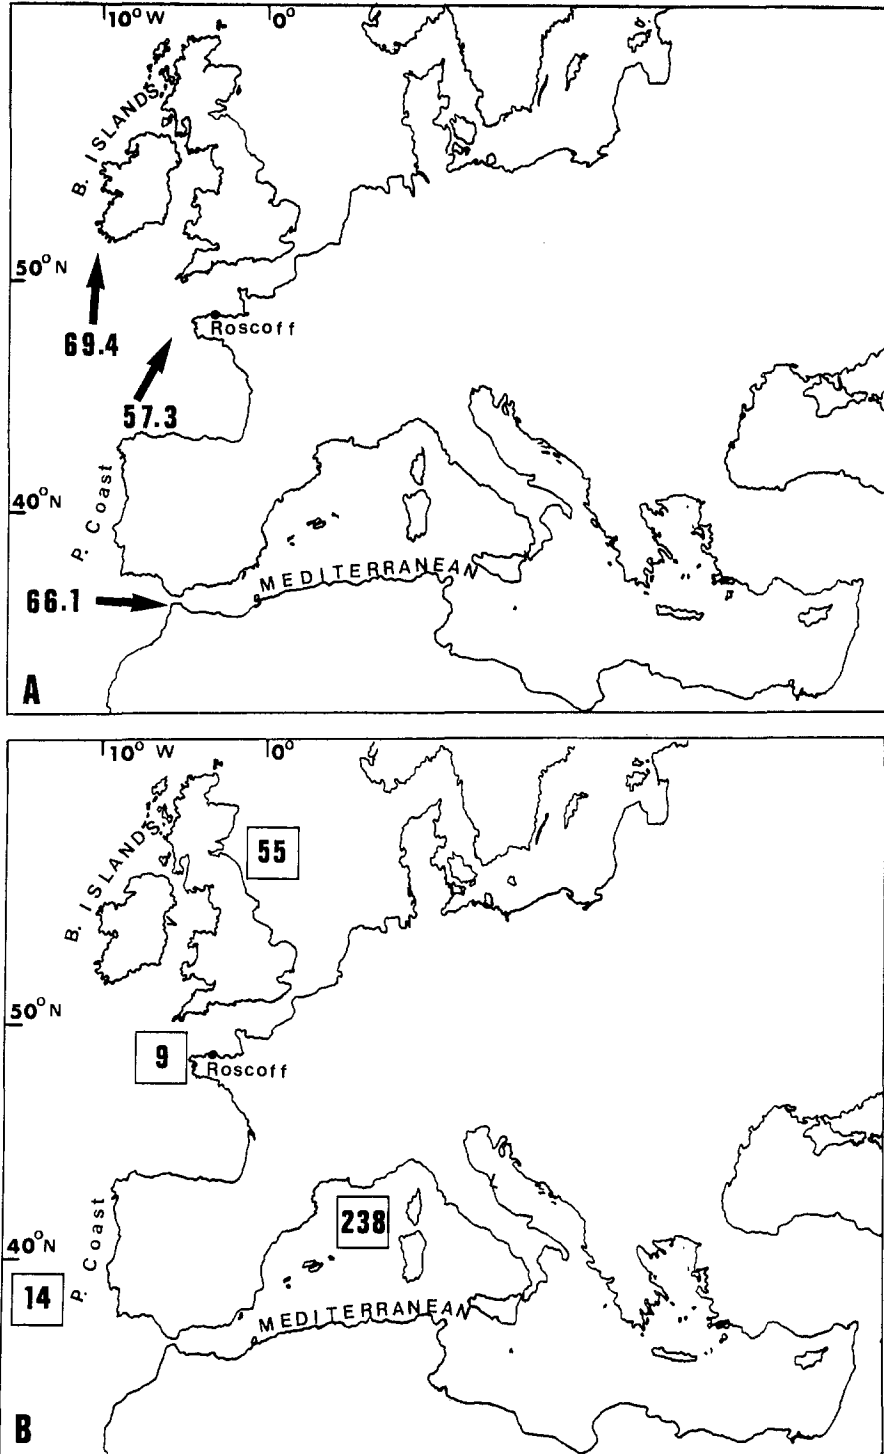 10° W 0°
B. ISLANDS
50° N
Roscoff
69.4
57.3
40° N
P. Coast
MEDITERRANEAN
66.1
A
10° W 0°
55
B. ISLANDS
50° N
9
Roscoff
238
40° N
P. Coast
14
MEDITERRANEAN
B